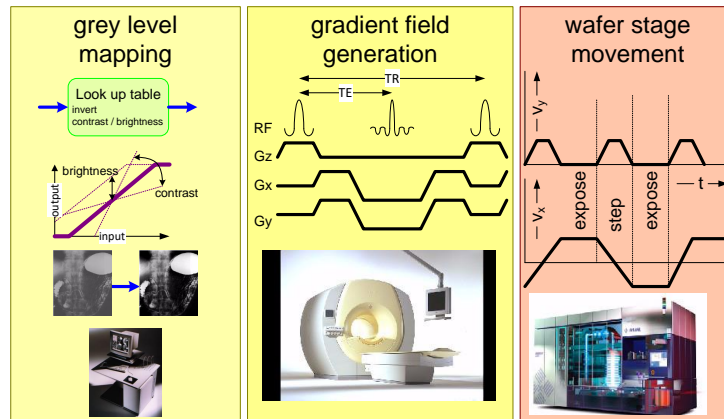 grey level
mapping
Look up table
invert
contrast / brightness
brightness
contrast
output
input
gradient field
generation
TR
TE
RF
Gz
Gx
Gy
wafer stage
movement
vy
t
expose
step
expose
vx